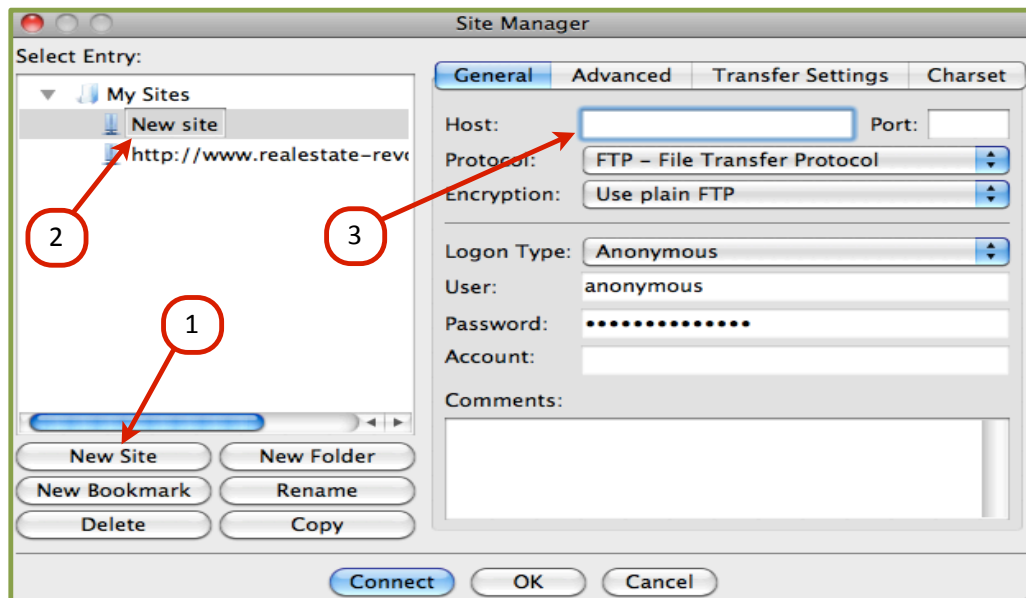 Site Manager
Select Entry:
My Sites
New site
http://www.realestate-revo
2
1
New Site New Folder
New Bookmark Rename
Delete Copy
General Advanced Transfer Settings Charset
Host: Port:
3
Protocol: FTP – File Transfer Protocol
Encryption: Use plain FTP
Logon Type: Anonymous
User: anonymous
Password: ••••••••••••••
Account:
Comments:
Connect OK Cancel